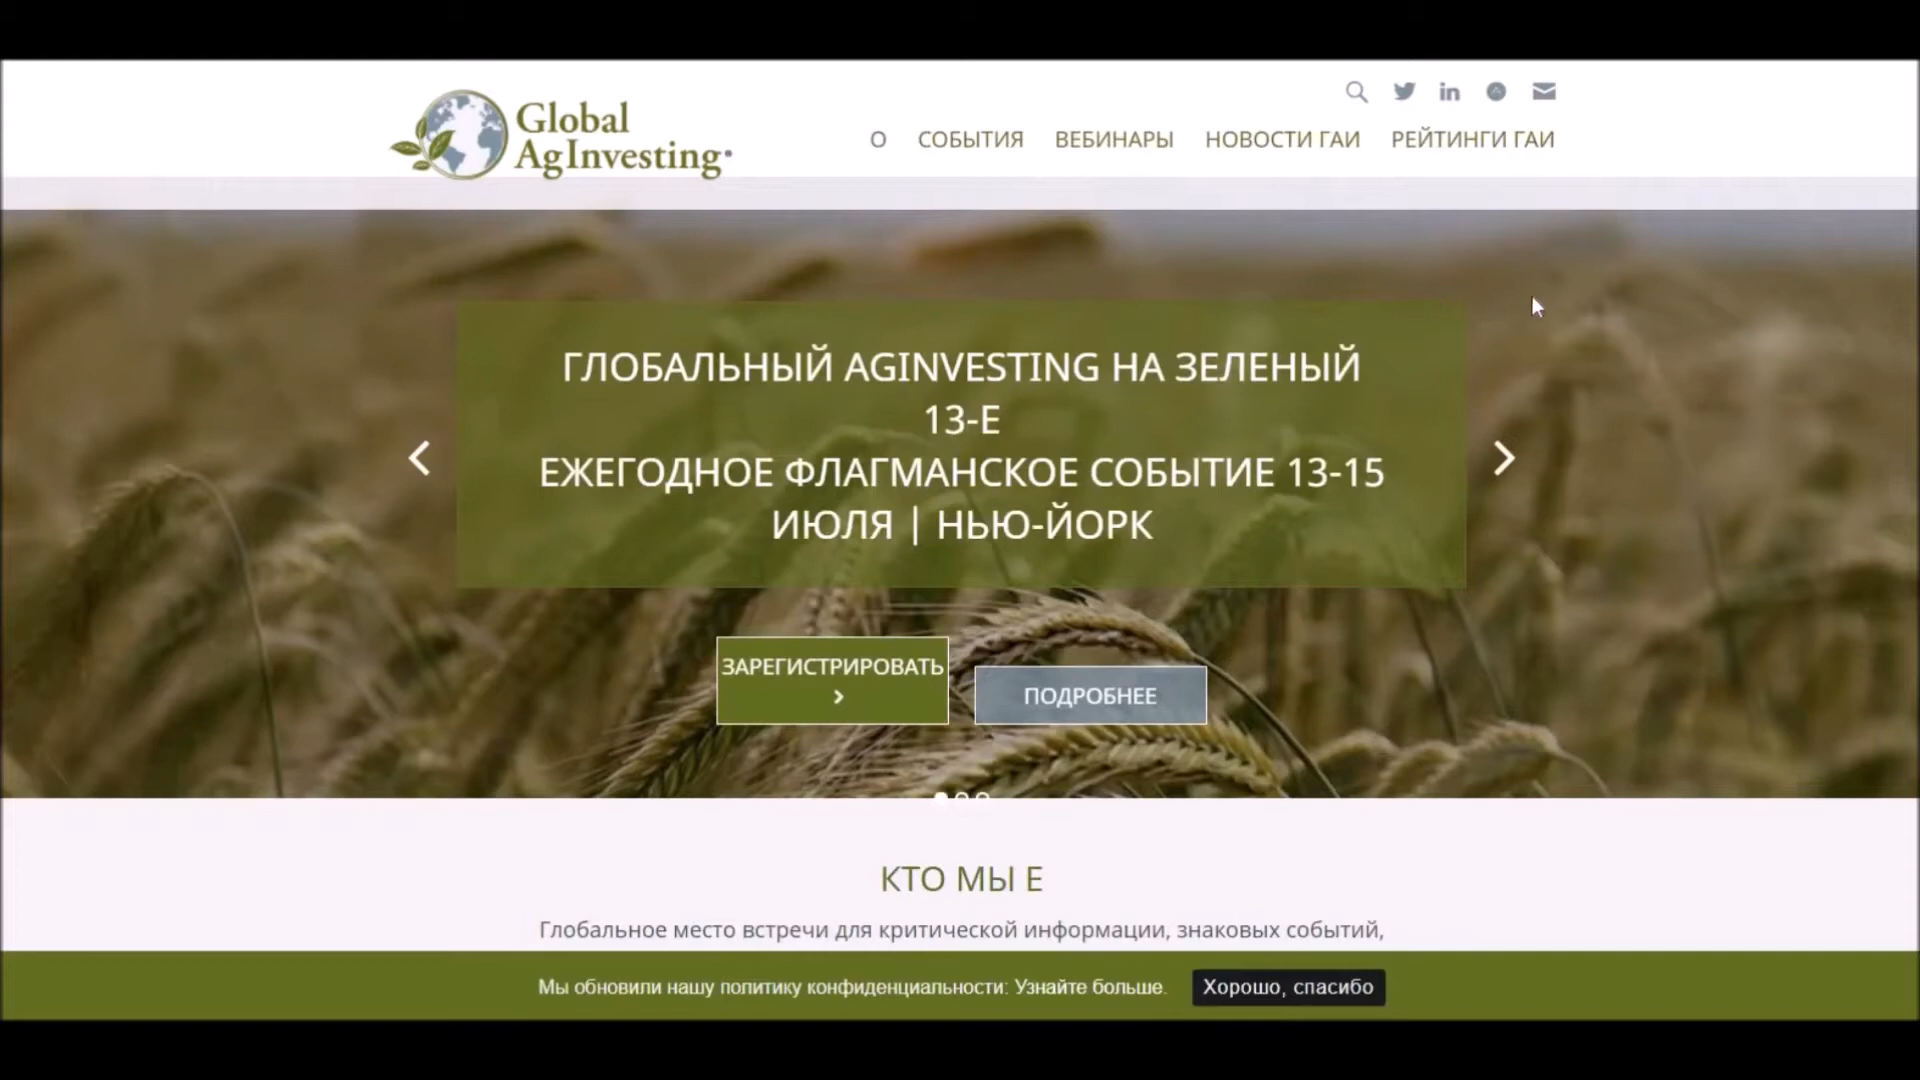 Global
AgInvesting
О СОБЫТИЯ ВЕБИНАРЫ НОВОСТИ ГАИ РЕЙТИНГИ ГАИ
ГЛОБАЛЬНЫЙ AGINVESTING НА ЗЕЛЕНЫЙ
13-Е
ЕЖЕГОДНОЕ ФЛАГМАНСКОЕ СОБЫТИЕ 13-15
ИЮЛЯ | НЬЮ-ЙОРК
ЗАРЕГИСТРИРОВАТЬ
ПОДРОБНЕЕ
КТО МЫ Е
Глобальное место встречи для критической информации, знаковых событий,
Мы обновили нашу политику конфиденциальности: Узнайте больше. Хорошо, спасибо